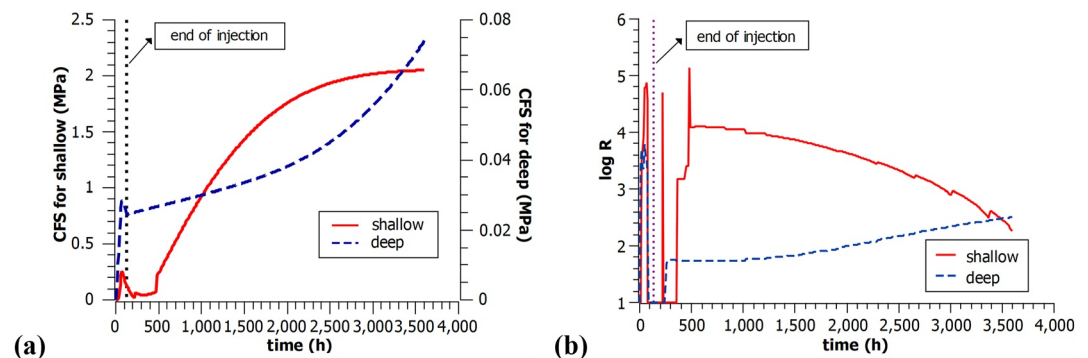 2.5
2
1.5
1
0.5
0
CFS for shallow (MPa)
end of injection
0.08
0.06
0.04
0.02
0
CFS for deep (MPa)
shallow
deep
0 500 1,000 1,500 2,000 2,500 3,000 3,500 4,000
time (h)
(a)
6
5
4
3
2
1
log R
end of injection
shallow
deep
0 500 1,000 1,500 2,000 2,500 3,000 3,500 4,000
time (h)
(b)